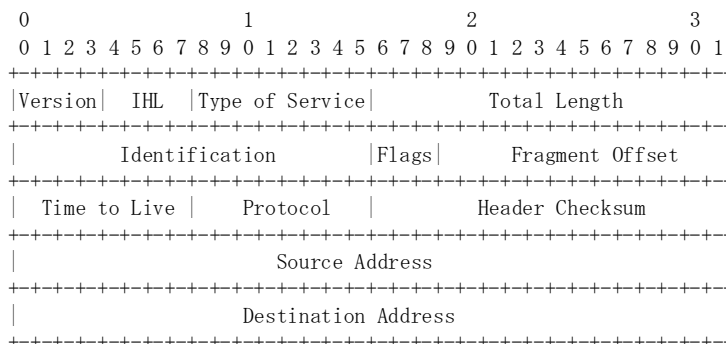 0                   1                   2                   3
0 1 2 3 4 5 6 7 8 9 0 1 2 3 4 5 6 7 8 9 0 1 2 3 4 5 6 7 8 9 0 1
+-+-+-+-+-+-+-+-+-+-+-+-+-+-+-+-+-+-+-+-+-+-+-+-+-+-+-+-+-+-+-+-
|Version|  IHL  |Type of Service|          Total Length
+-+-+-+-+-+-+-+-+-+-+-+-+-+-+-+-+-+-+-+-+-+-+-+-+-+-+-+-+-+-+-+-
|         Identification        |Flags|      Fragment Offset
+-+-+-+-+-+-+-+-+-+-+-+-+-+-+-+-+-+-+-+-+-+-+-+-+-+-+-+-+-+-+-+-
|  Time to Live |    Protocol   |         Header Checksum
+-+-+-+-+-+-+-+-+-+-+-+-+-+-+-+-+-+-+-+-+-+-+-+-+-+-+-+-+-+-+-+-
|                       Source Address
+-+-+-+-+-+-+-+-+-+-+-+-+-+-+-+-+-+-+-+-+-+-+-+-+-+-+-+-+-+-+-+-
|                    Destination Address
+-+-+-+-+-+-+-+-+-+-+-+-+-+-+-+-+-+-+-+-+-+-+-+-+-+-+-+-+-+-+-+-